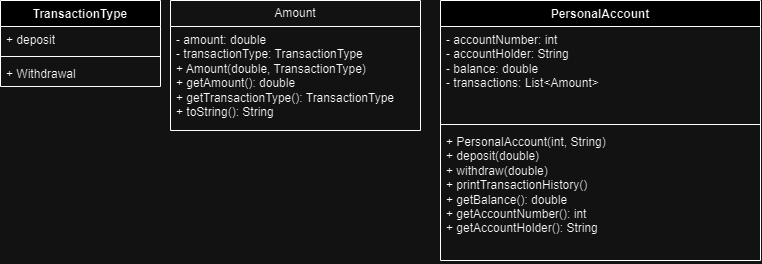 TransactionType
+ deposit
+ Withdrawal
Amount
- amount: double
- transactionType: TransactionType
+ Amount(double, TransactionType)
+ getAmount(): double
+ getTransactionType(): TransactionType
+ toString(): String
PersonalAccount
- accountNumber: int
- accountHolder: String
- balance: double
- transactions: List<Amount>
+ PersonalAccount(int, String)
+ deposit(double)
+ withdraw(double)
+ printTransactionHistory()
+ getBalance(): double
+ getAccountNumber(): int
+ getAccountHolder(): String